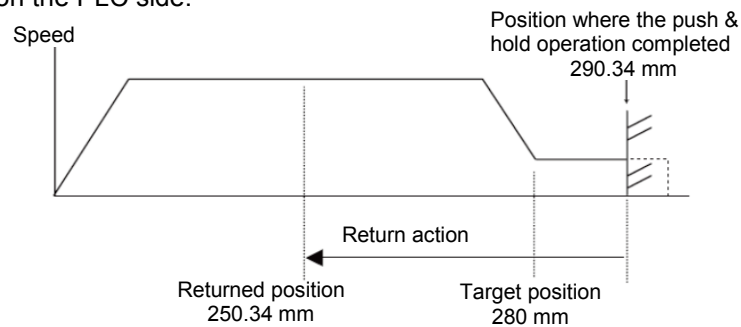 on the PLC side.
Position where the push &
hold operation completed
290.34 mm
Speed
Return action
Returned position
250.34 mm
Target position
280 mm